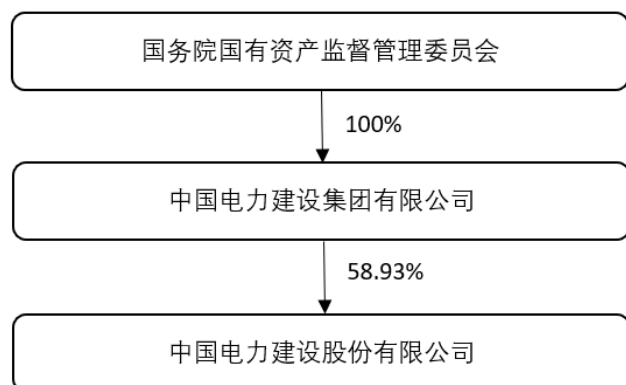 国务院国有资产监督管理委员会
100%
中国电力建设集团有限公司
58.93%
中国电力建设股份有限公司